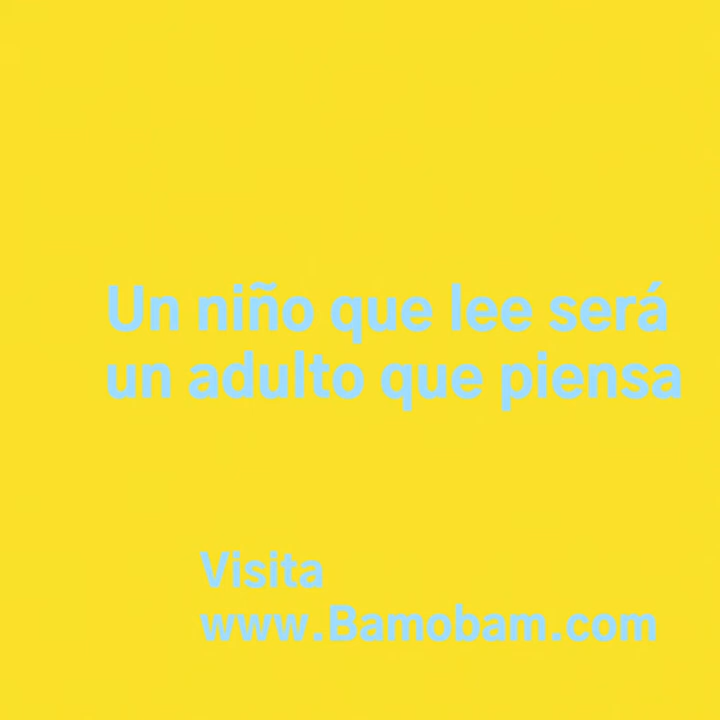 Un niño que lee será
un adulto que piensa
Visita
www.Bamobam.com